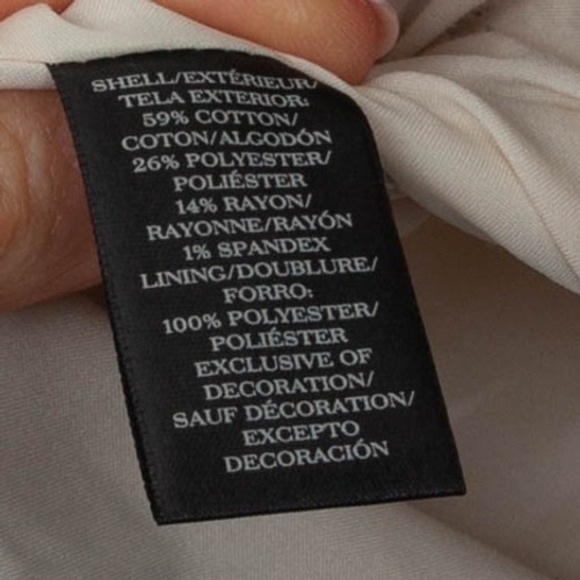 SHELL/EXTÉRIEUR/
TELA EXTERIOR:
59% COTTON/
COTON/ALGODÓN
26% POLYESTER/
POLIÉSTER
14% RAYON/
RAYONNE/RAYÓN
1% SPANDEX
LINING/DOUBLURE/
FORRO:
100% POLYESTER/
POLIÉSTER
EXCLUSIVE OF
DECORATION/
SAUF DÉCORATION/
EXCEPTO
DECORACIÓN